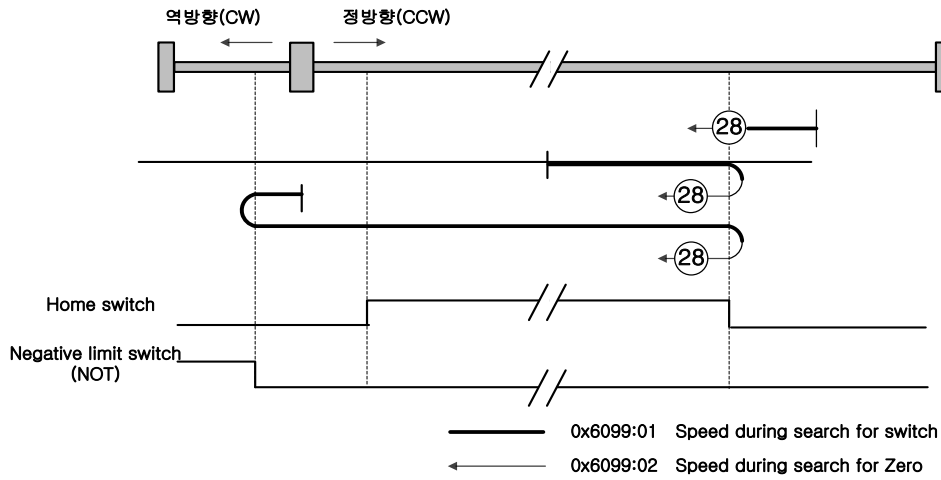 역방향(CW) 정방향(CCW)
28
28
28
Home switch
Negative limit switch
(NOT)
0x6099:01 Speed during search for switch
0x6099:02 Speed during search for Zero